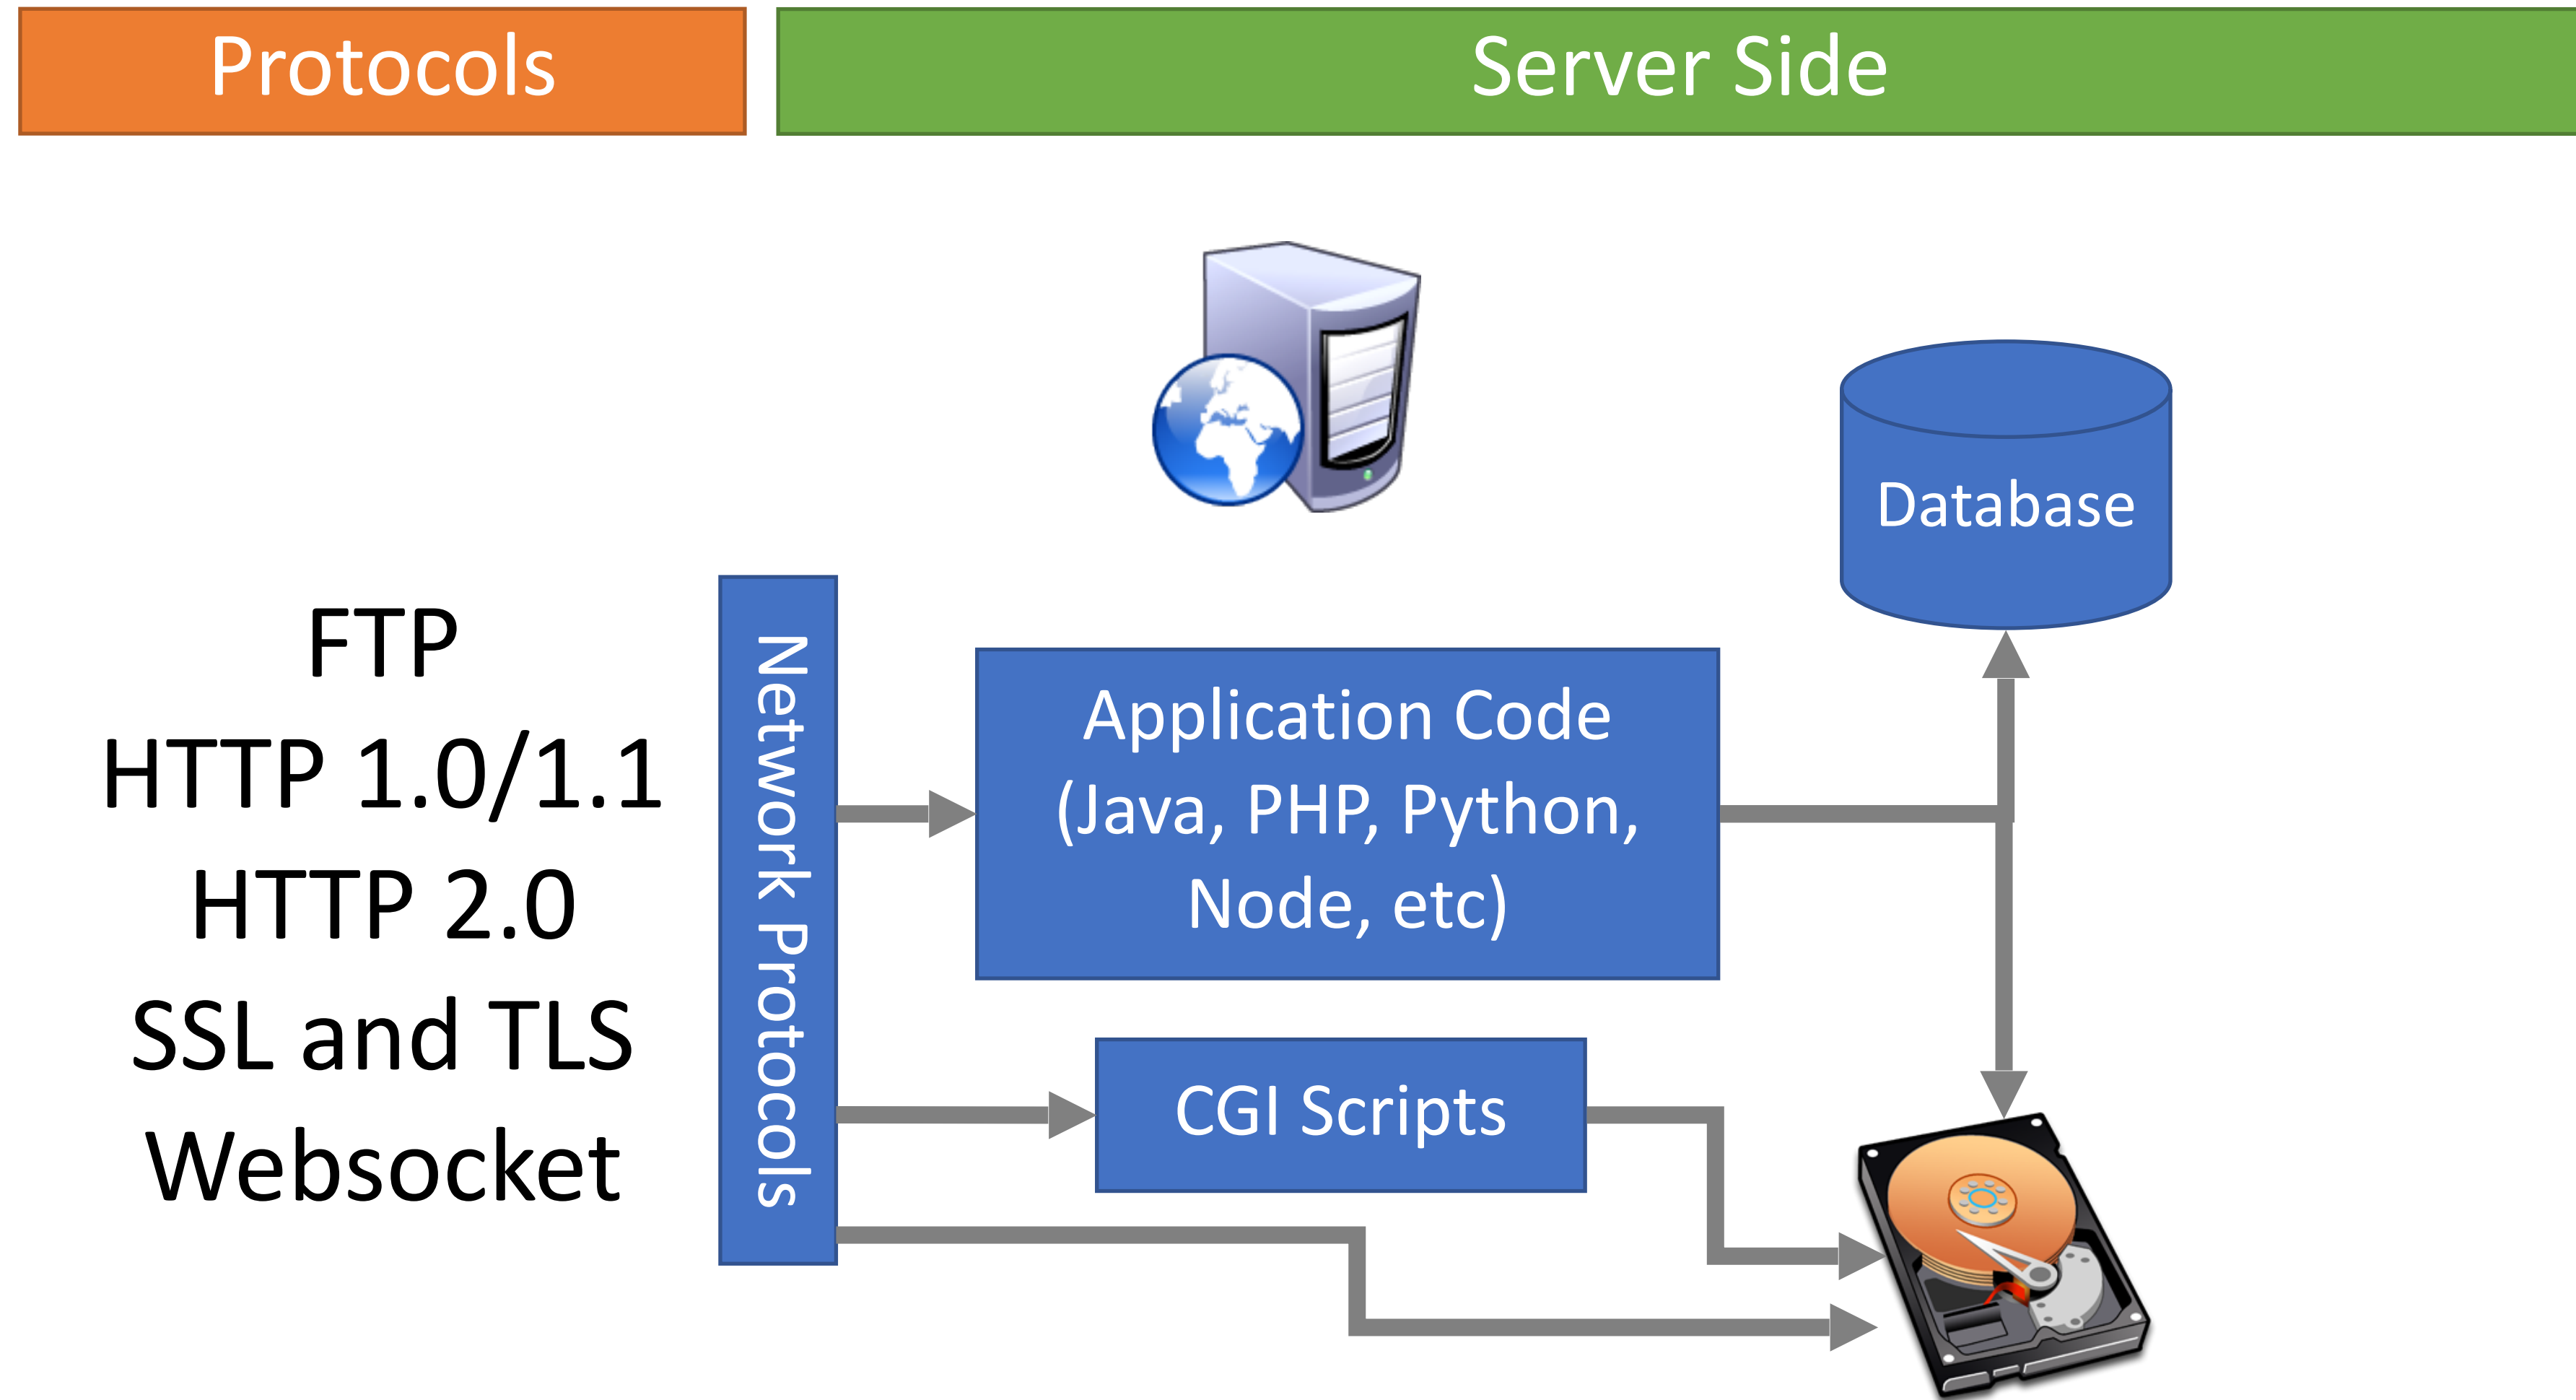 Protocols
Server Side
FTP
HTTP 1.0/1.1
HTTP 2.0
SSL and TLS
Websocket
Network Protocols
Application Code
(Java, PHP, Python,
Node, etc)
CGI Scripts
Database